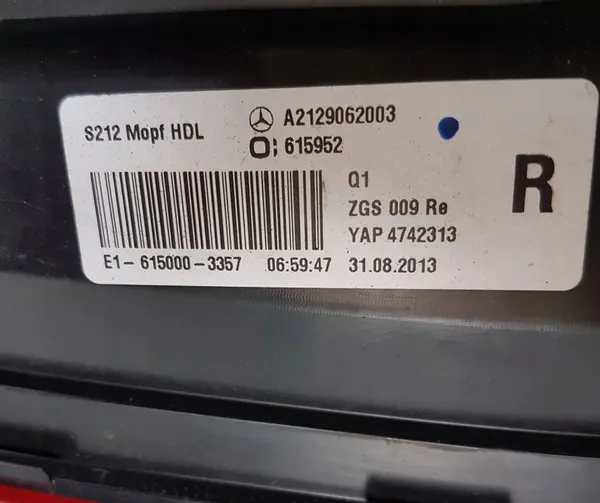 S212 Mopf HDL
A2129062003
O; 615952
Q1
ZGS 009 Re
YAP 4742313
R
E1-615000-3357 06:59:47 31.08.2013